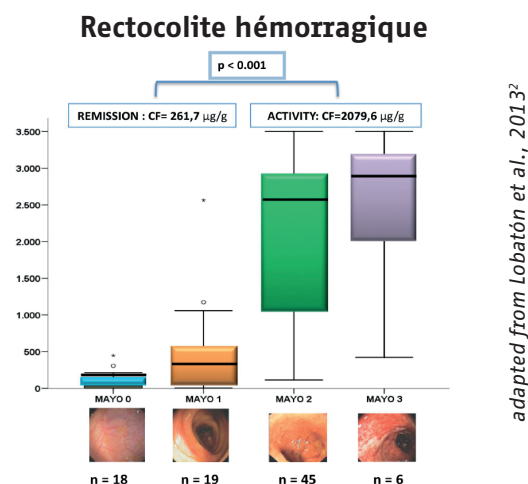 Rectocolite hémorragique
p < 0.001
REMISSION : CF= 261,7 µg/g
ACTIVITY: CF=2079,6 µg/g
3.500
3.000
2.500
2.000
1.500
1.000
500
0
MAYO 0
MAYO 1
MAYO 2
MAYO 3
n = 18
n = 19
n = 45
n = 6
adapted from Lobatón et al., 2013²